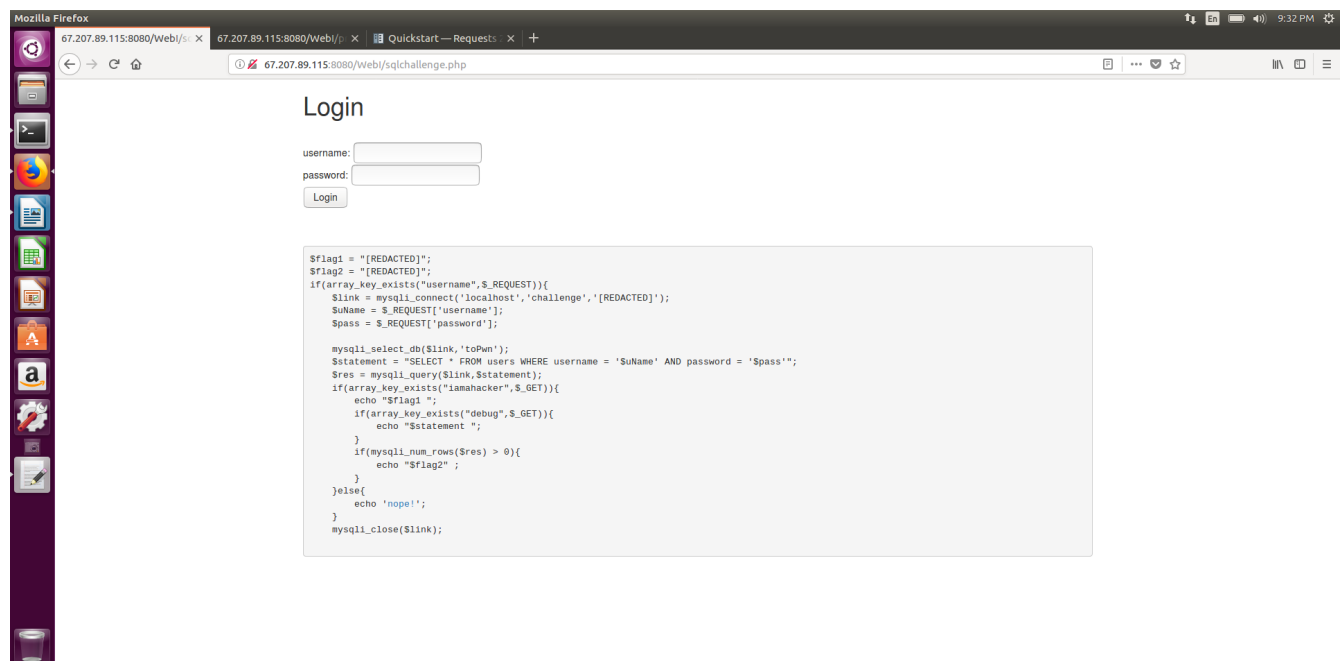 Mozilla Firefox
En
9:32 PM
67.207.89.115:8080/WebI/s
67.207.89.115:8080/WebI/p
Quickstart — Requests
67.207.89.115:8080/WebI/sqlchallenge.php
Login
username:
password:
Login
$flag1 = "[REDACTED]";
$flag2 = "[REDACTED]";
if(array_key_exists("username",$_REQUEST)){
    $link = mysqli_connect('localhost','challenge','[REDACTED]');
    $uName = $_REQUEST['username'];
    $pass = $_REQUEST['password'];
    mysqli_select_db($link,'toPwn');
    $statement = "SELECT * FROM users WHERE username = '$uName' AND password = '$pass'";
    $res = mysqli_query($link,$statement);
    if(array_key_exists("iamahacker",$_GET)){
        echo "$flag1 ";
        if(array_key_exists("debug",$_GET)){
            echo "$statement ";
        }
        if(mysqli_num_rows($res) > 0){
            echo "$flag2" ;
        }
    }else{
        echo 'nope!';
    }
    mysqli_close($link);